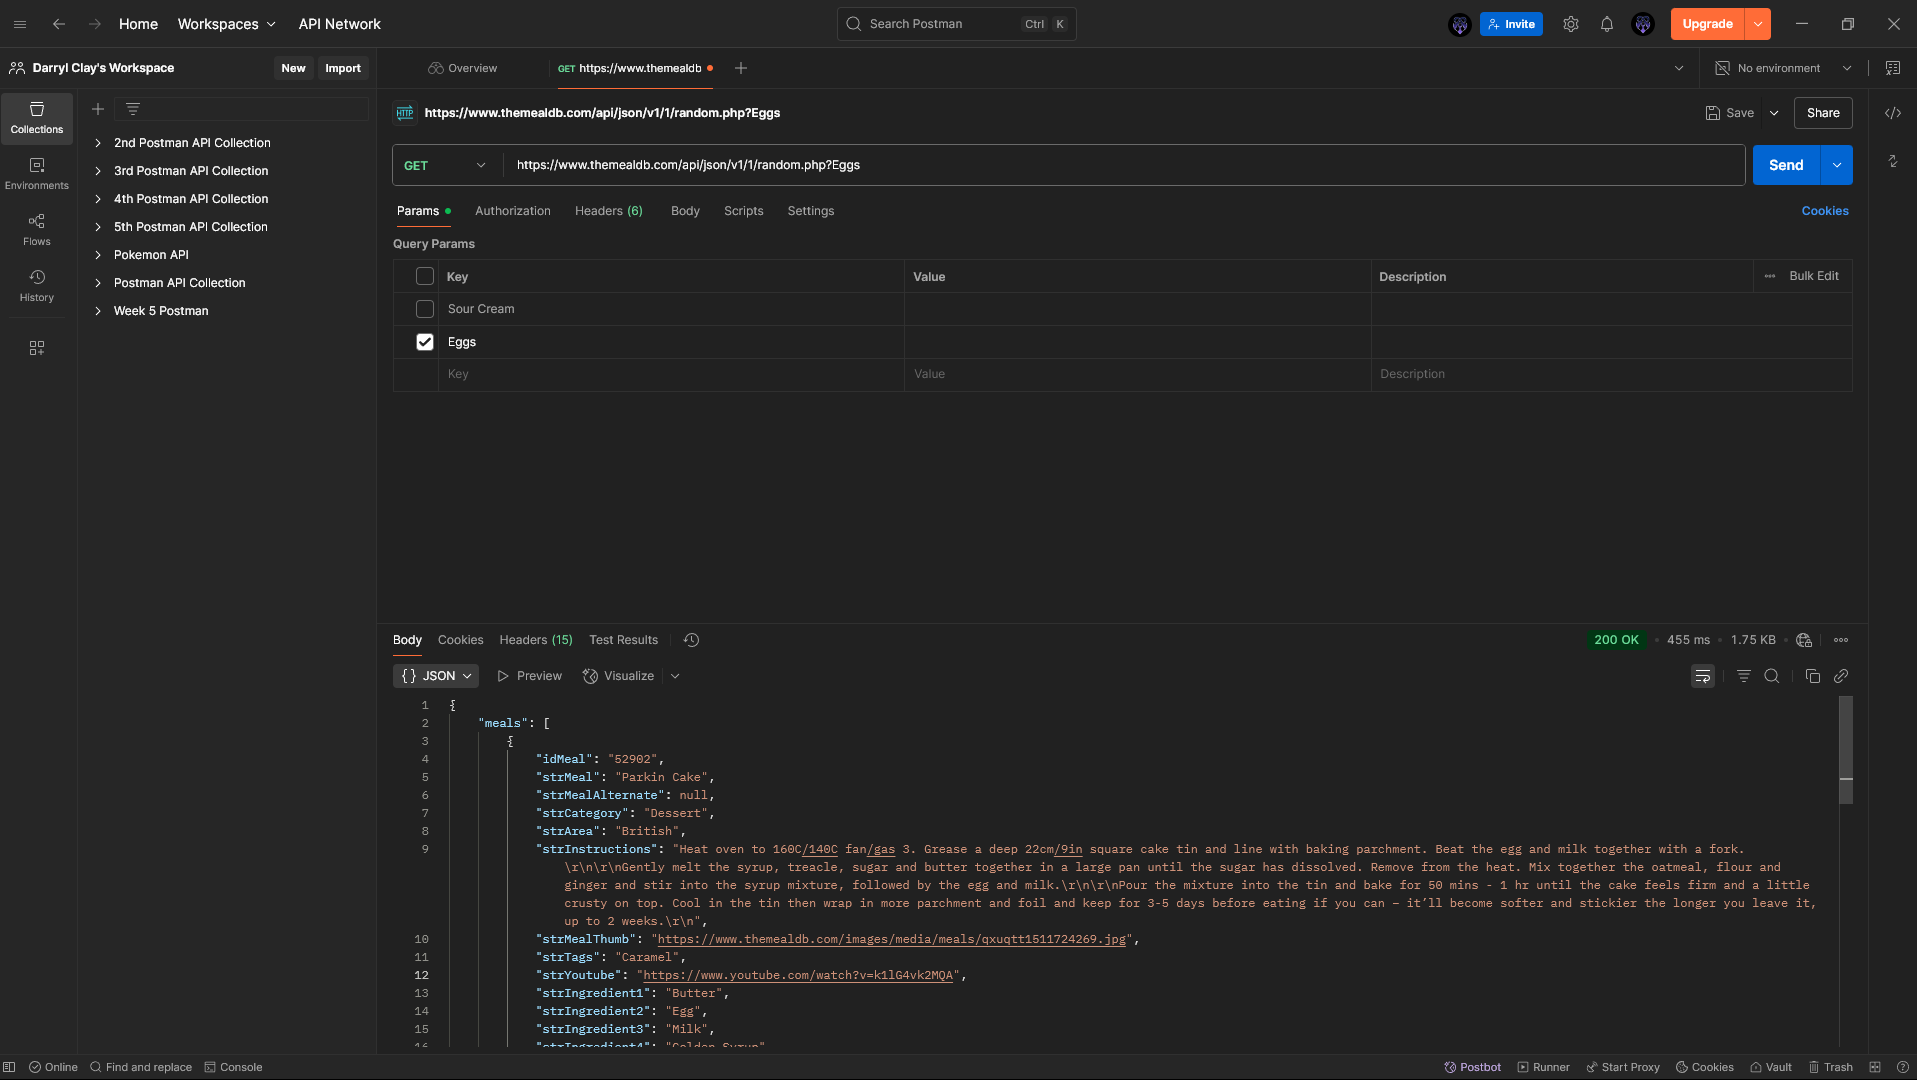 Home
Workspaces
API Network
Search Postman
Ctrl K
Invite
Upgrade
Darryl Clay's Workspace
New
Import
Overview
GET https://www.themealdb
No environment
Collections
Environments
Flows
History
2nd Postman API Collection
3rd Postman API Collection
4th Postman API Collection
5th Postman API Collection
Pokemon API
Postman API Collection
Week 5 Postman
HTTP
https://www.themealdb.com/api/json/v1/1/random.php?Eggs
Save
Share
GET
https://www.themealdb.com/api/json/v1/1/random.php?Eggs
Send
Params
Authorization
Headers (6)
Body
Scripts
Settings
Cookies
Query Params
Key Value Description
Bulk Edit
Sour Cream
Eggs
Key Value Description
Body
Cookies
Headers (15)
Test Results
200 OK
455 ms
1.75 KB
{} JSON
Preview
Visualize
1 {
2 "meals": [
3 {
4 "idMeal": "52902",
5 "strMeal": "Parkin Cake",
6 "strMealAlternate": null,
7 "strCategory": "Dessert",
8 "strArea": "British",
9 "strInstructions": "Heat oven to 160C/140C fan/gas 3. Grease a deep 22cm/9in square cake tin and line with baking parchment. Beat the egg and milk together with a fork.
\r\n\r\nGently melt the syrup, treacle, sugar and butter together in a large pan until the sugar has dissolved. Remove from the heat. Mix together the oatmeal, flour and
ginger and stir into the syrup mixture, followed by the egg and milk.\r\n\r\nPour the mixture into the tin and bake for 50 mins - 1 hr until the cake feels firm and a little
crusty on top. Cool in the tin then wrap in more parchment and foil and keep for 3-5 days before eating if you can – it’ll become softer and stickier the longer you leave it,
up to 2 weeks.\r\n",
10 "strMealThumb": "https://www.themealdb.com/images/media/meals/qxuqtt1511724269.jpg",
11 "strTags": "Caramel",
12 "strYoutube": "https://www.youtube.com/watch?v=k1lG4vk2MQA",
13 "strIngredient1": "Butter",
14 "strIngredient2": "Egg",
15 "strIngredient3": "Milk",
16 "strIngredient4": "Golden Syrup"
Online
Find and replace
Console
Postbot
Runner
Start Proxy
Cookies
Vault
Trash